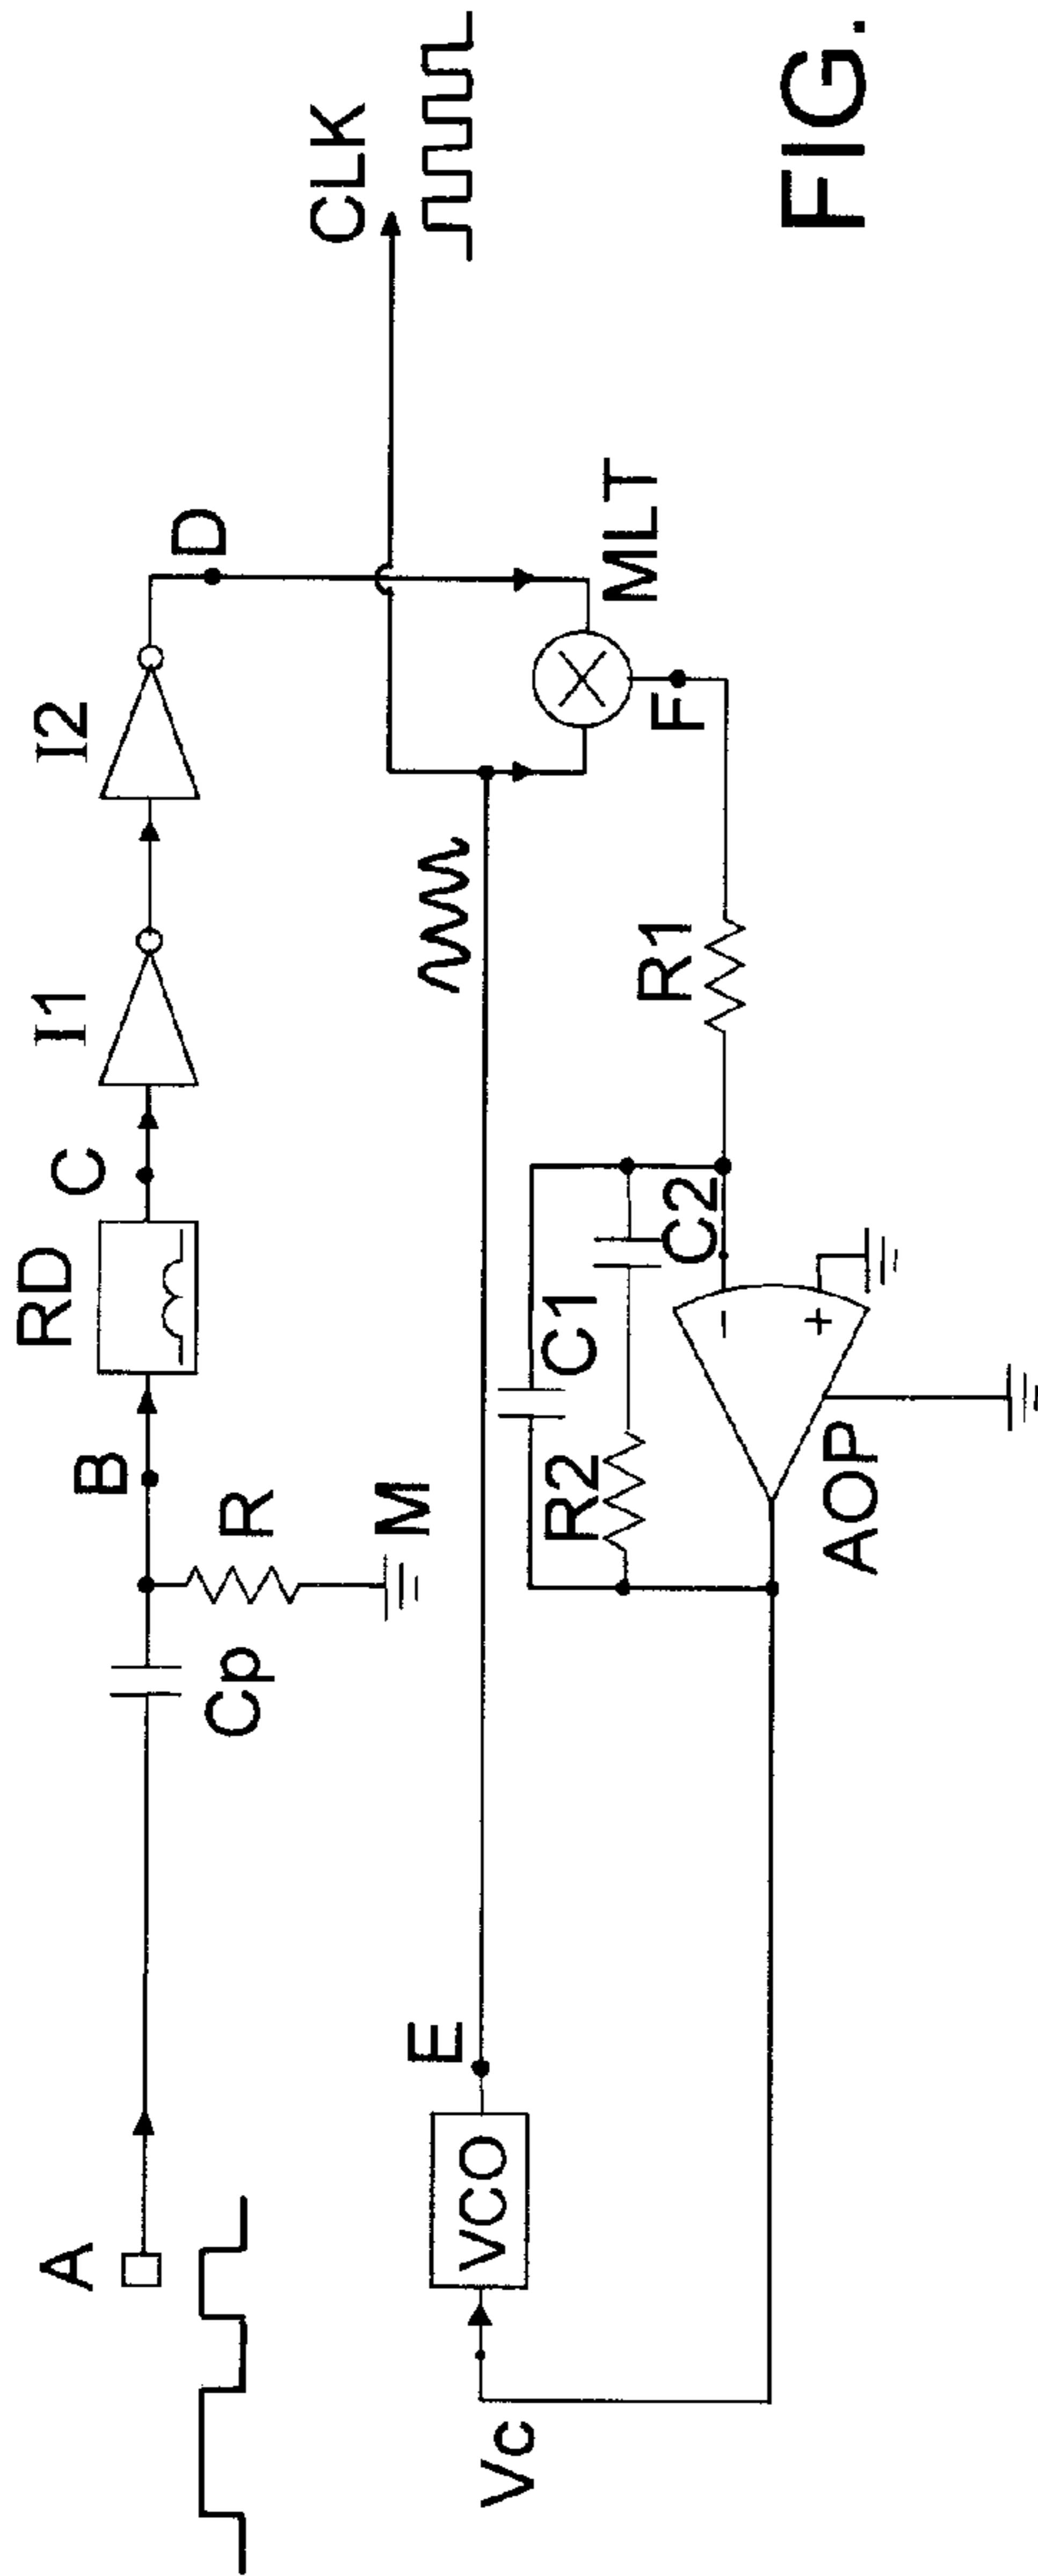 A
Cp
R
M
B
RD
C
I1
I2
D
CLK
Vc
VCO
E
MLT
F
R1
C1
R2
C2
-
+
AOP
FIG.